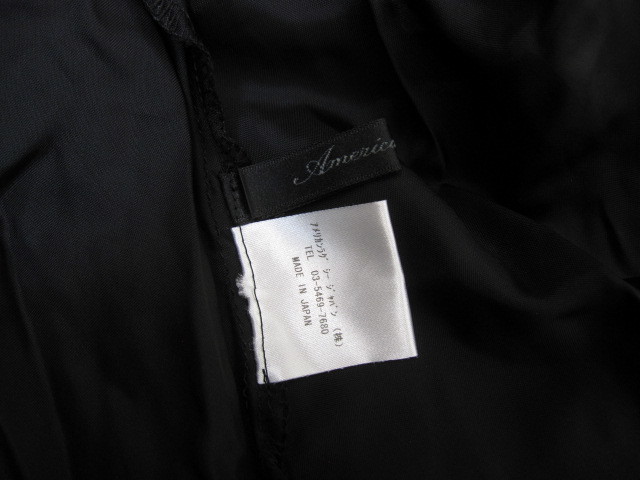 America
ｱﾒﾘｶﾝﾗｸﾞ ｼｰ ｼﾞｬﾊﾟﾝ (株)
TEL 03-5469-7680
MADE IN JAPAN